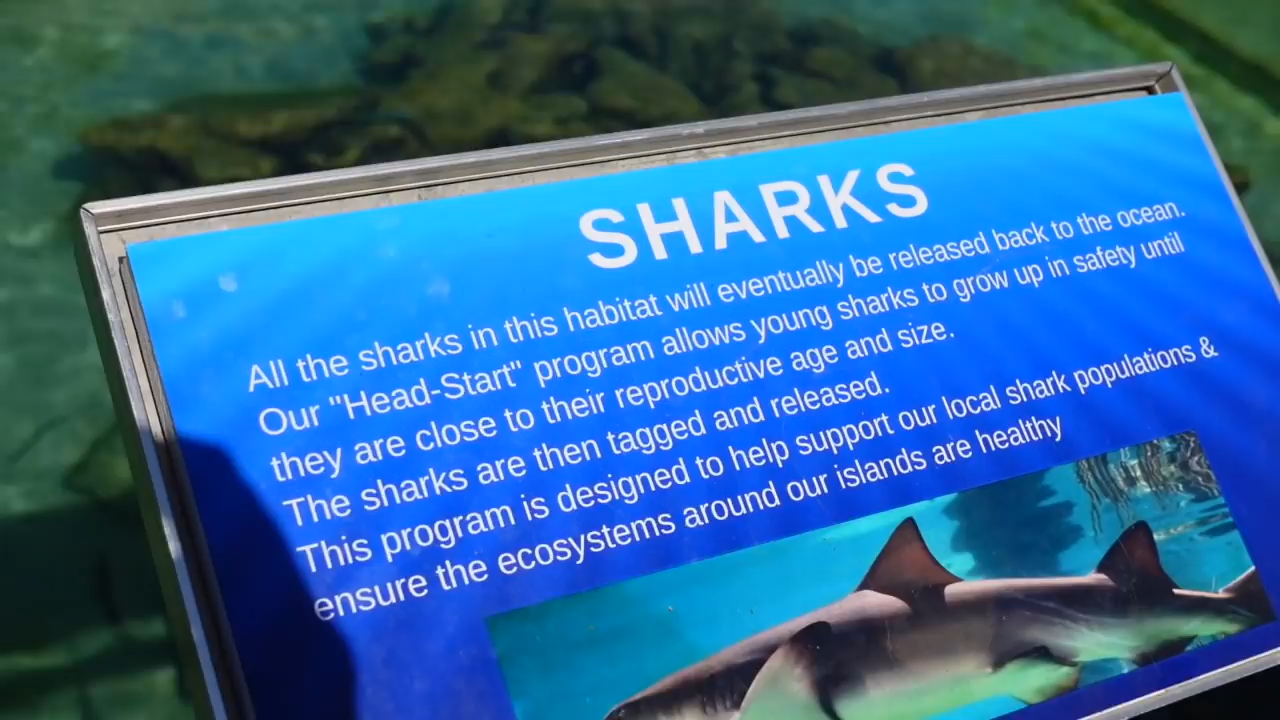 SHARKS
All the sharks in this habitat will eventually be released back to the ocean.
Our "Head-Start" program allows young sharks to grow up in safety until
they are close to their reproductive age and size.
The sharks are then tagged and released.
This program is designed to help support our local shark populations &
ensure the ecosystems around our islands are healthy